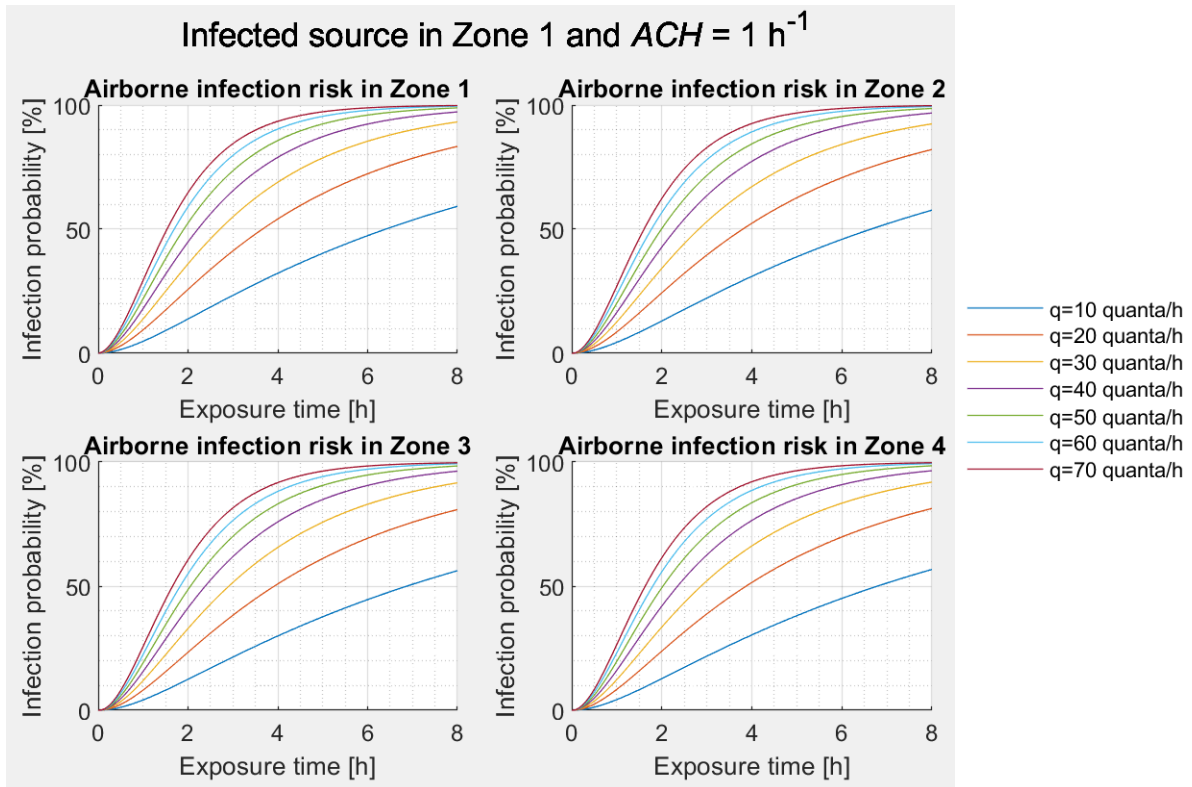 Infected source in Zone 1 and ACH = 1 h⁻¹
Airborne infection risk in Zone 1
Infection probability [%]
100
50
0
0 2 4 6 8
Exposure time [h]
Airborne infection risk in Zone 2
Infection probability [%]
100
50
0
0 2 4 6 8
Exposure time [h]
Airborne infection risk in Zone 3
Infection probability [%]
100
50
0
0 2 4 6 8
Exposure time [h]
Airborne infection risk in Zone 4
Infection probability [%]
100
50
0
0 2 4 6 8
Exposure time [h]
q=10 quanta/h
q=20 quanta/h
q=30 quanta/h
q=40 quanta/h
q=50 quanta/h
q=60 quanta/h
q=70 quanta/h